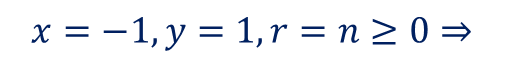 x = −1, y = 1, r = n ≥ 0 ⇒